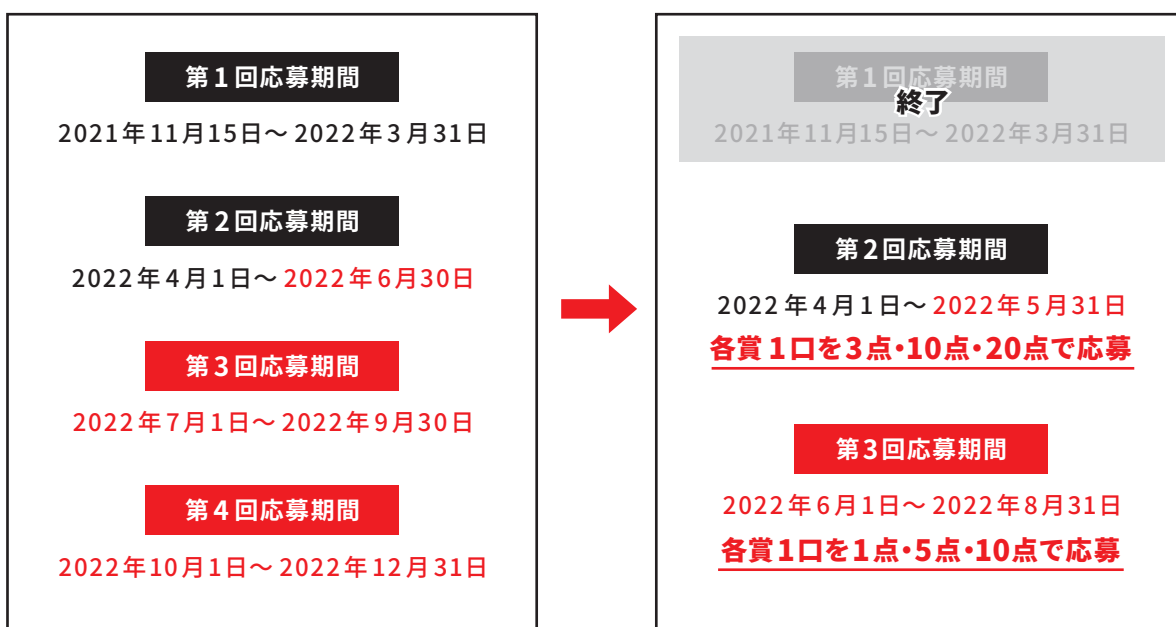 第1回応募期間
2021年11月15日～2022年3月31日
第2回応募期間
2022年4月1日～2022年6月30日
第3回応募期間
2022年7月1日～2022年9月30日
第4回応募期間
2022年10月1日～2022年12月31日
第1回応募期間
終了
2021年11月15日～2022年3月31日
第2回応募期間
2022年4月1日～2022年5月31日
各賞1口を3点・10点・20点で応募
第3回応募期間
2022年6月1日～2022年8月31日
各賞1口を1点・5点・10点で応募